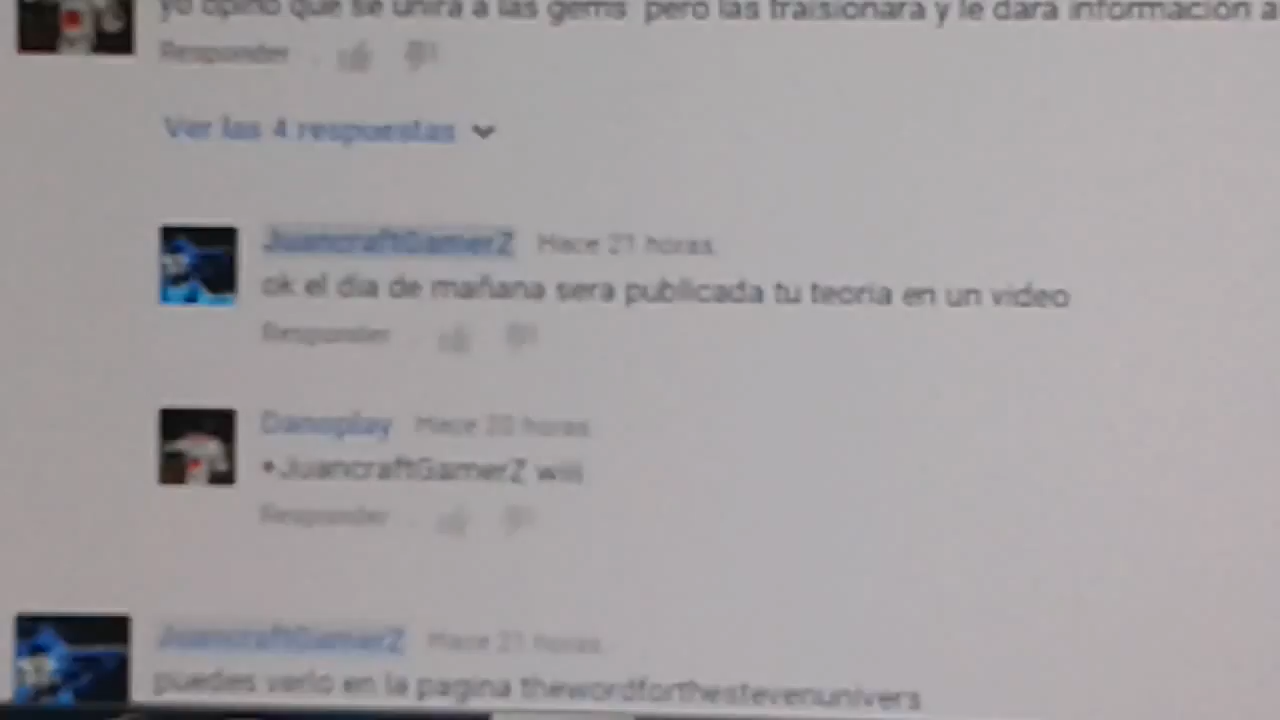 yo opino que se unira a las gems pero las traisionara y le dara información a
Responder
Ver las 4 respuestas
JuancraftGamerZ Hace 21 horas
ok el dia de mañana sera publicada tu teoria en un video
Responder
Danoplay Hace 20 horas
+JuancraftGamerZ wiii
Responder
JuancraftGamerZ Hace 21 horas
puedes verlo en la pagina thewordforthestevenunivers